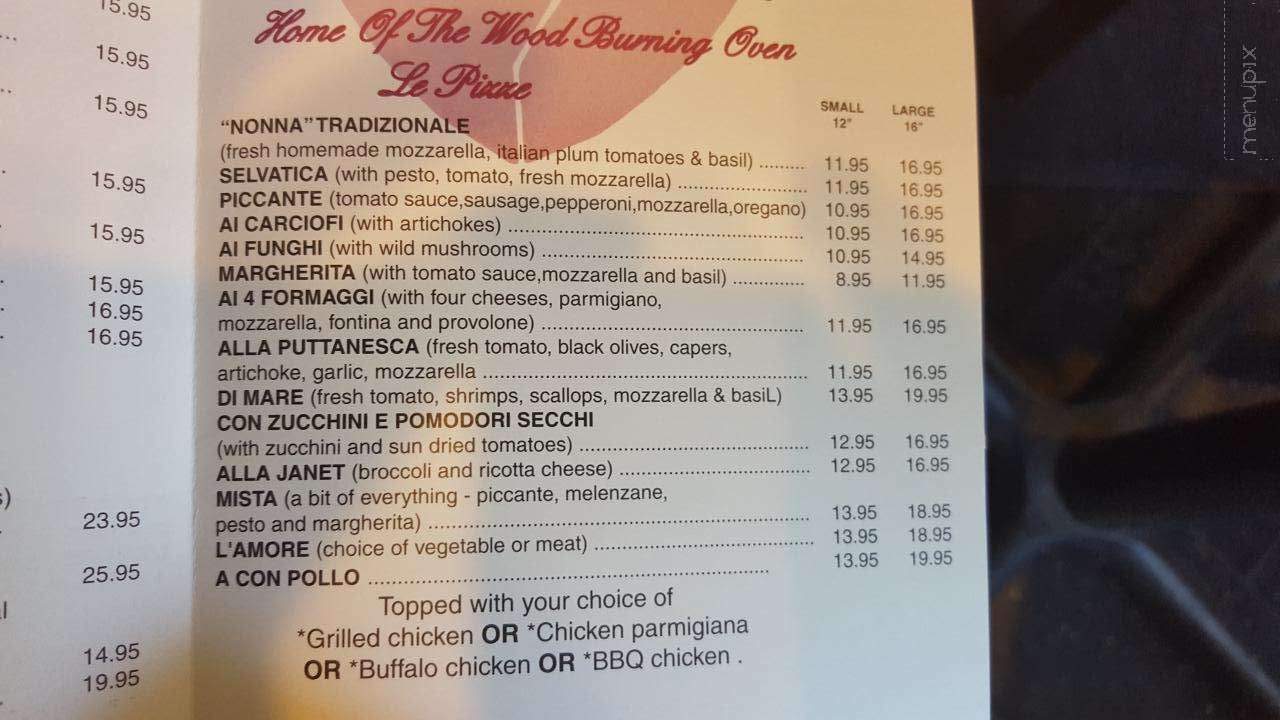 15.95
15.95
15.95
15.95
15.95
15.95
16.95
16.95
23.95
25.95
14.95
19.95
Home Of The Wood Burning Oven
Le Pizze
SMALL LARGE
12" 16"
"NONNA" TRADIZIONALE
(fresh homemade mozzarella, italian plum tomatoes & basil) ......... 11.95 16.95
SELVATICA (with pesto, tomato, fresh mozzarella) ......................... 11.95 16.95
PICCANTE (tomato sauce,sausage,pepperoni,mozzarella,oregano) 10.95 16.95
AI CARCIOFI (with artichokes) ........................................................ 10.95 16.95
AI FUNGHI (with wild mushrooms) .................................................. 10.95 14.95
MARGHERITA (with tomato sauce,mozzarella and basil) ............. 8.95 11.95
AI 4 FORMAGGI (with four cheeses, parmigiano,
mozzarella, fontina and provolone) .................................................. 11.95 16.95
ALLA PUTTANESCA (fresh tomato, black olives, capers,
artichoke, garlic, mozzarella ............................................................. 11.95 16.95
DI MARE (fresh tomato, shrimps, scallops, mozzarella & basiL) 13.95 19.95
CON ZUCCHINI E POMODORI SECCHI
(with zucchini and sun dried tomatoes) ........................................... 12.95 16.95
ALLA JANET (broccoli and ricotta cheese) ................................... 12.95 16.95
MISTA (a bit of everything - piccante, melenzane,
pesto and margherita) ....................................................................... 13.95 18.95
L'AMORE (choice of vegetable or meat) ......................................... 13.95 18.95
A CON POLLO .......................................................................... 13.95 19.95
Topped with your choice of
*Grilled chicken OR *Chicken parmigiana
OR *Buffalo chicken OR *BBQ chicken .
menupix